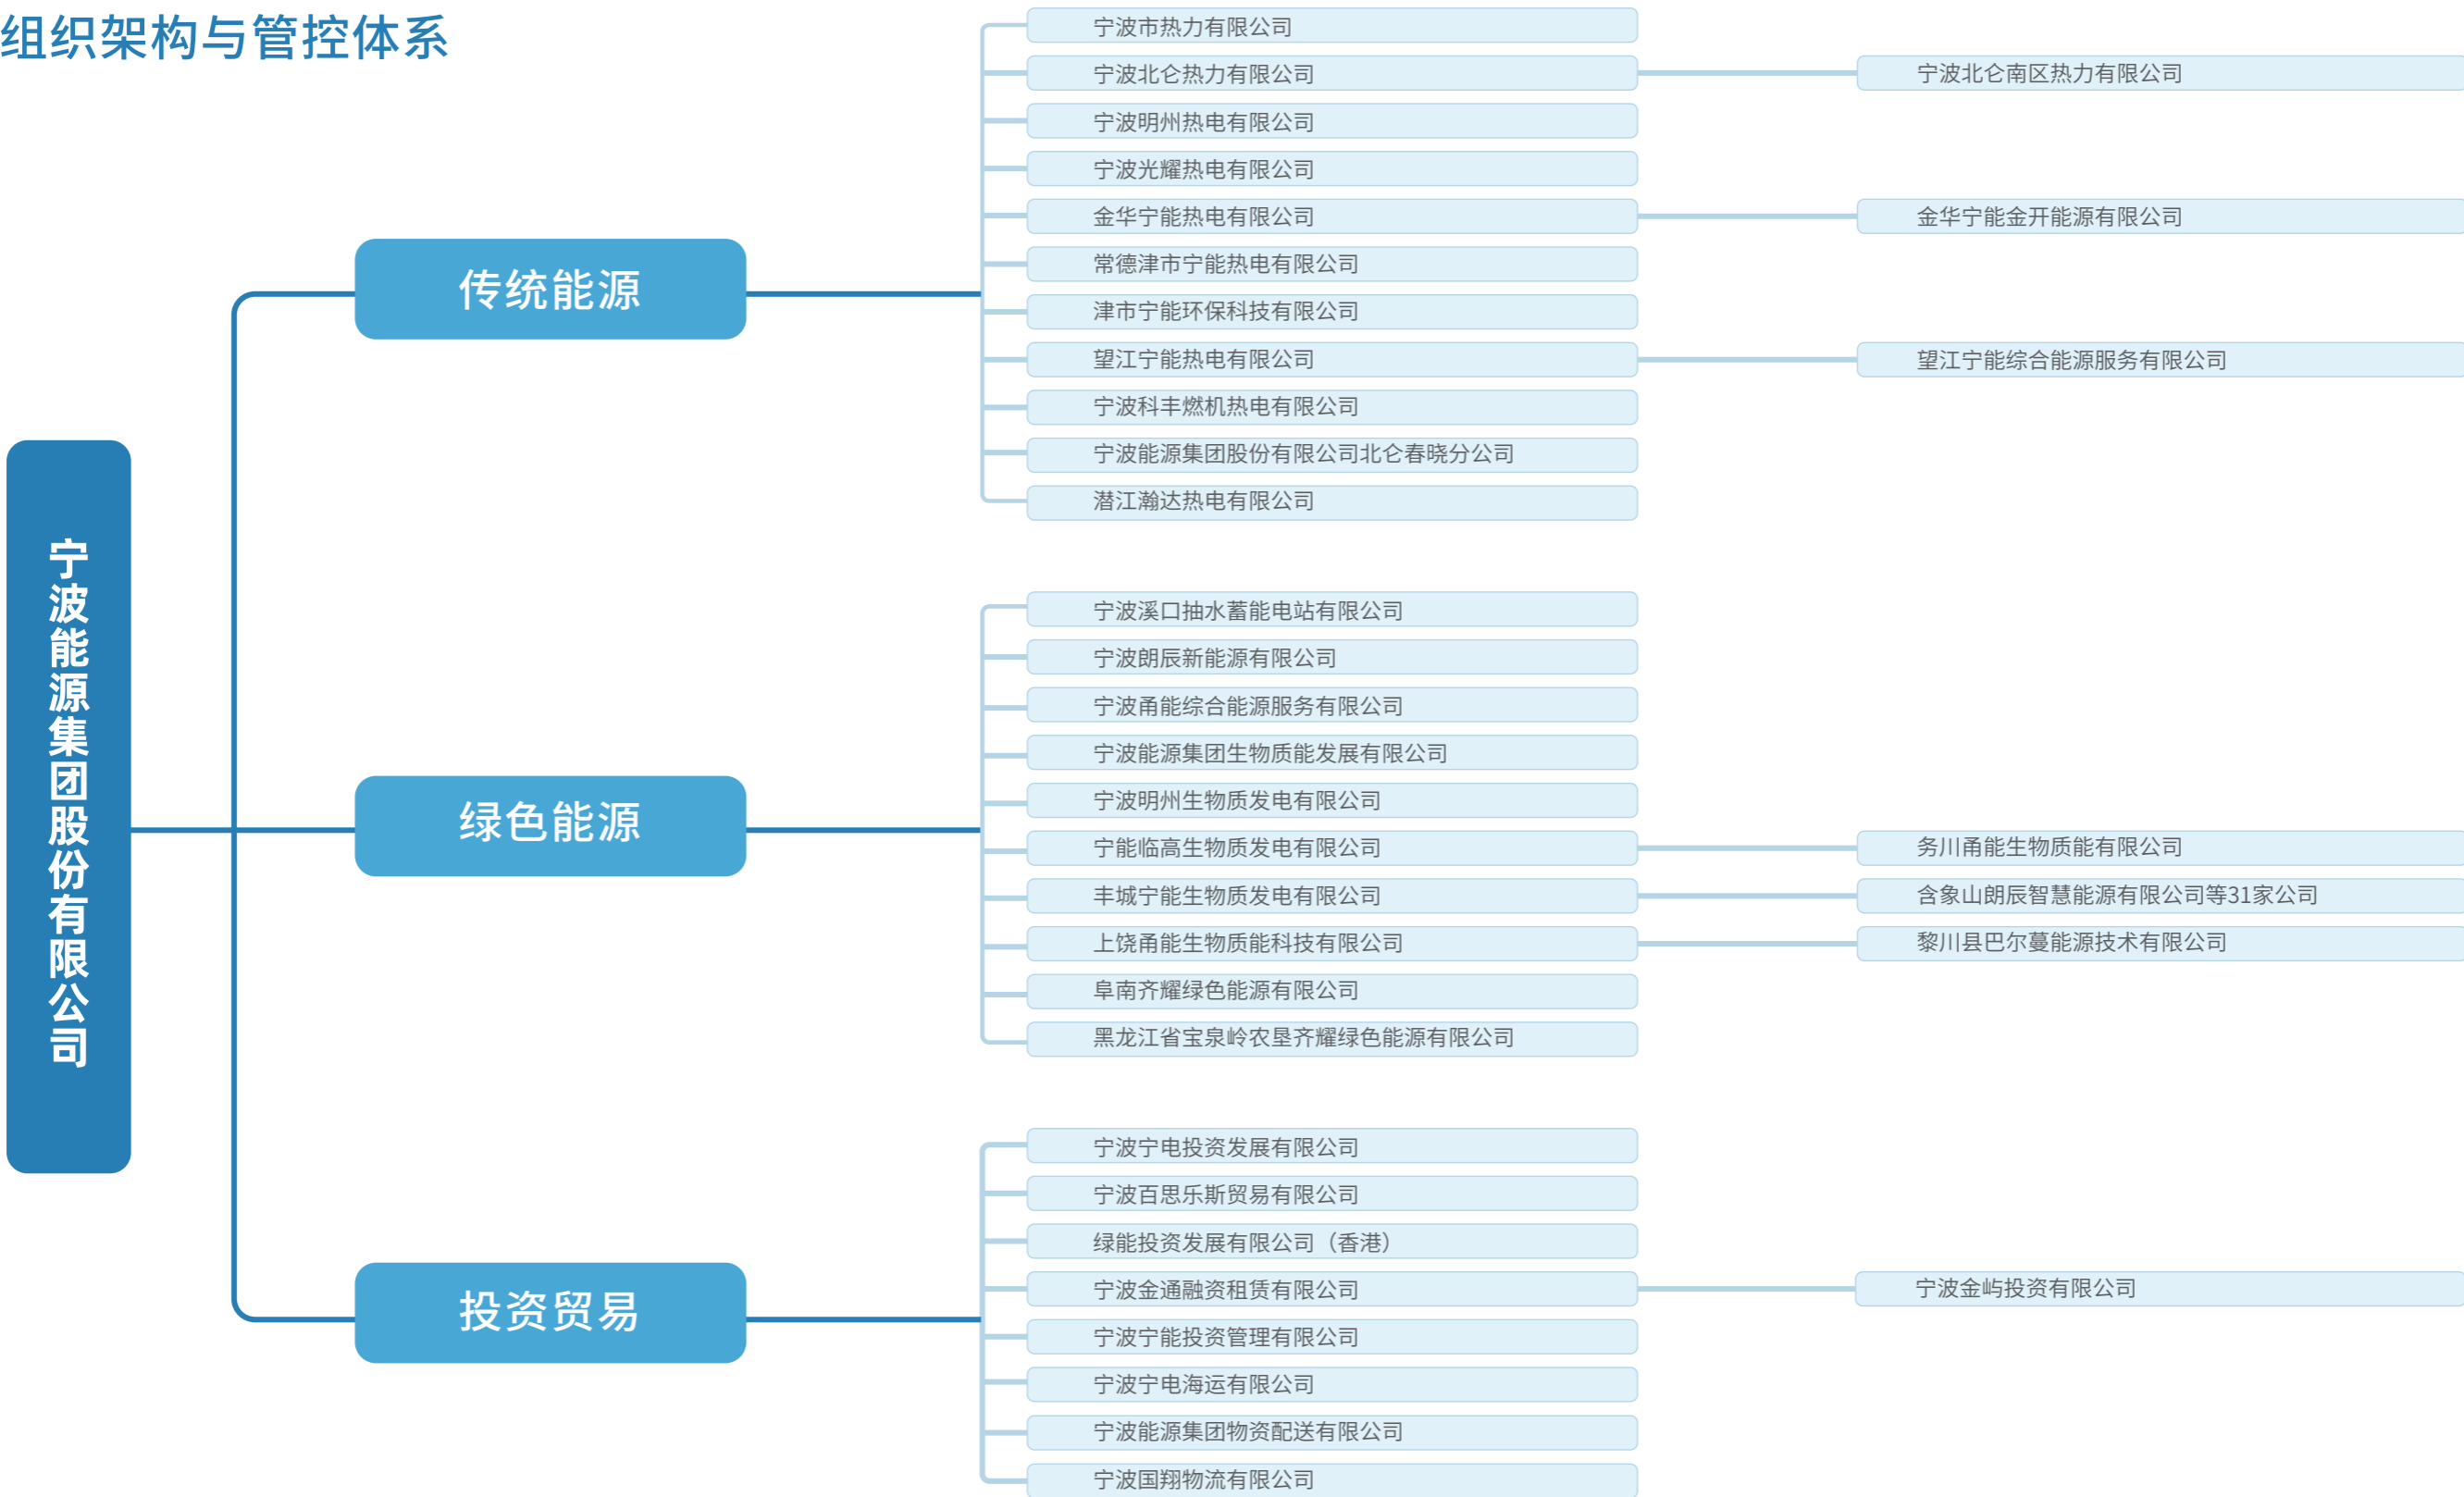 组织架构与管控体系
宁波能源集团股份有限公司
传统能源
宁波市热力有限公司
宁波北仑热力有限公司
宁波北仑南区热力有限公司
宁波明州热电有限公司
宁波光耀热电有限公司
金华宁能热电有限公司
金华宁能金开能源有限公司
常德津市宁能热电有限公司
津市宁能环保科技有限公司
望江宁能热电有限公司
望江宁能综合能源服务有限公司
宁波科丰燃机热电有限公司
宁波能源集团股份有限公司北仑春晓分公司
潜江瀚达热电有限公司
绿色能源
宁波溪口抽水蓄能电站有限公司
宁波朗辰新能源有限公司
宁波甬能综合能源服务有限公司
宁波能源集团生物质能发展有限公司
宁波明州生物质发电有限公司
宁能临高生物质发电有限公司
务川甬能生物质能有限公司
丰城宁能生物质发电有限公司
含象山朗辰智慧能源有限公司等31家公司
上饶甬能生物质能科技有限公司
黎川县巴尔蔓能源技术有限公司
阜南齐耀绿色能源有限公司
黑龙江省宝泉岭农垦齐耀绿色能源有限公司
投资贸易
宁波宁电投资发展有限公司
宁波百思乐斯贸易有限公司
绿能投资发展有限公司（香港）
宁波金通融资租赁有限公司
宁波金屿投资有限公司
宁波宁能投资管理有限公司
宁波宁电海运有限公司
宁波能源集团物资配送有限公司
宁波国翔物流有限公司